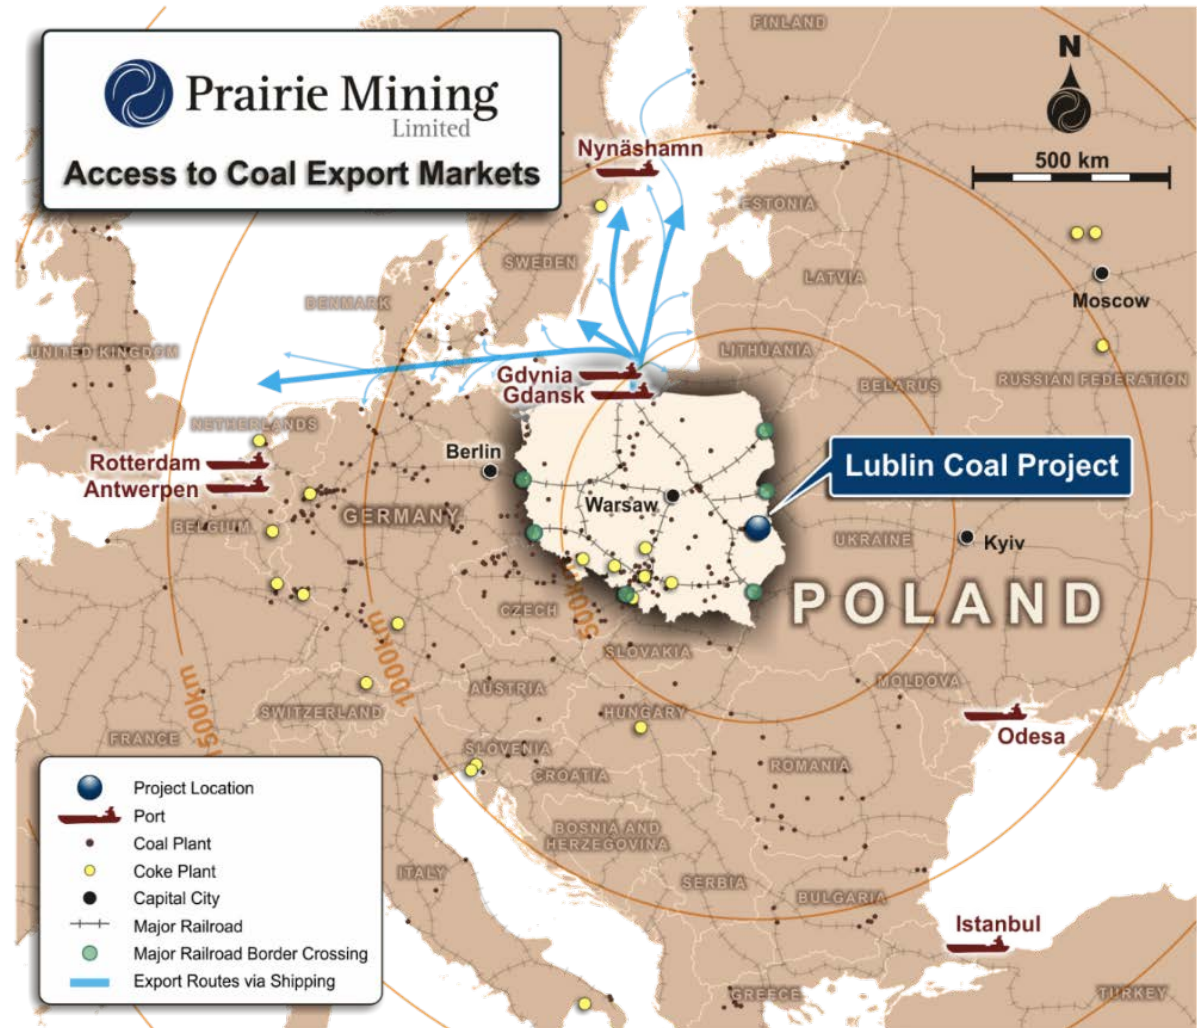 Prairie Mining
Limited
Access to Coal Export Markets
FINLAND
N
500 km
Nynäshamn
ESTONIA
SWEDEN
LATVIA
Moscow
DENMARK
UNITED KINGDOM
LITHUANIA
Gdynia
Gdansk
BELARUS
RUSSIAN FEDERATION
NETHERLANDS
Berlin
Rotterdam
Antwerpen
Lublin Coal Project
Warsaw
BELGIUM
GERMANY
UKRAINE
Kyiv
POLAND
CZECH
500km
1000km
1500km
SLOVAKIA
AUSTRIA
MOLDOVA
SWITZERLAND
HUNGARY
FRANCE
Odesa
SLOVENIA
CROATIA
ROMANIA
BOSNIA AND
HERZEGOVINA
ITALY
SERBIA
BULGARIA
Istanbul
GREECE
TURKEY
Project Location
Port
Coal Plant
Coke Plant
Capital City
Major Railroad
Major Railroad Border Crossing
Export Routes via Shipping